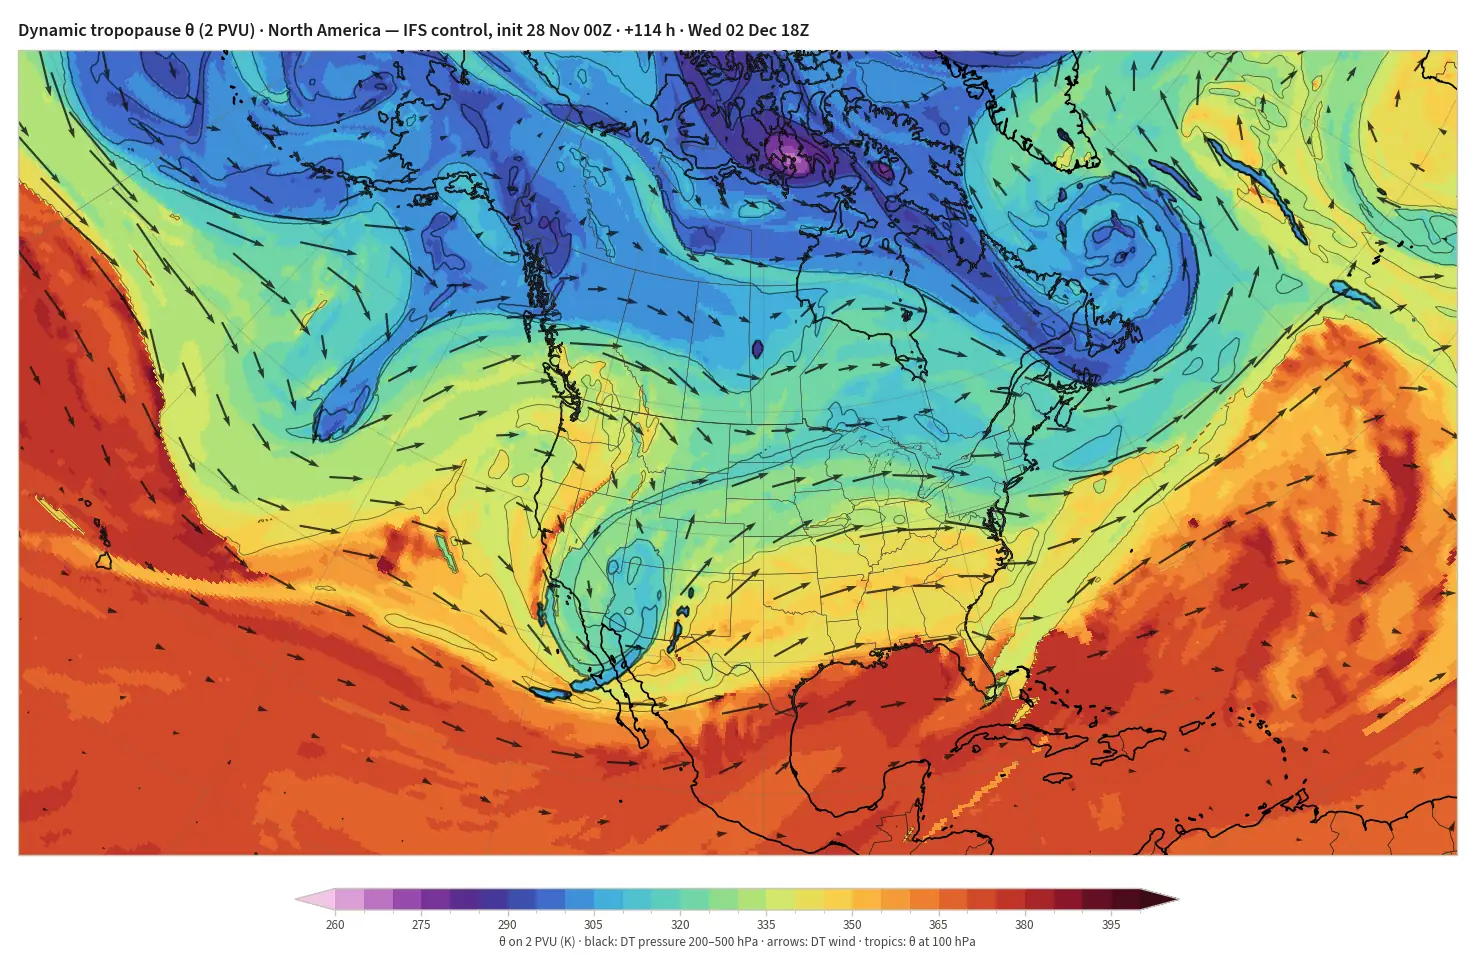 Dynamic tropopause θ (2 PVU) · North America — IFS control, init 28 Nov 00Z · +114 h · Wed 02 Dec 18Z
260 275 290 305 320 335 350 365 380 395
θ on 2 PVU (K) · black: DT pressure 200–500 hPa · arrows: DT wind · tropics: θ at 100 hPa